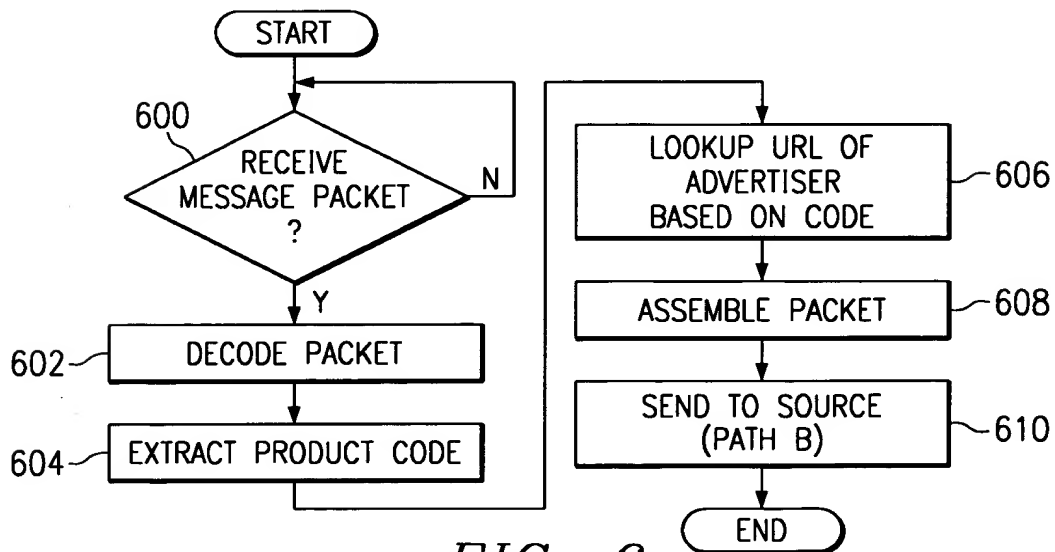 START
600
RECEIVE
MESSAGE PACKET
?
N
Y
602
DECODE PACKET
604
EXTRACT PRODUCT CODE
LOOKUP URL OF
ADVERTISER
BASED ON CODE
606
ASSEMBLE PACKET
608
SEND TO SOURCE
(PATH B)
610
END